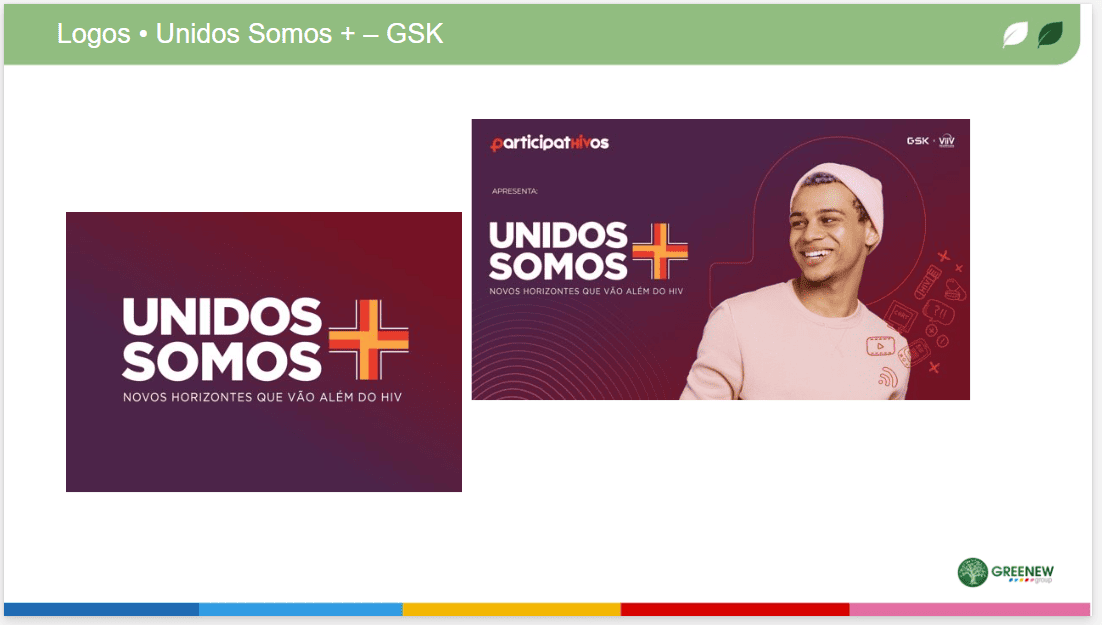 Logos • Unidos Somos + – GSK
UNIDOS
SOMOS
NOVOS HORIZONTES QUE VÃO ALÉM DO HIV
participatHIVos
GSK
ViiV
APRESENTA:
UNIDOS
SOMOS
NOVOS HORIZONTES QUE VÃO ALÉM DO HIV
?!!
GREENEW
group